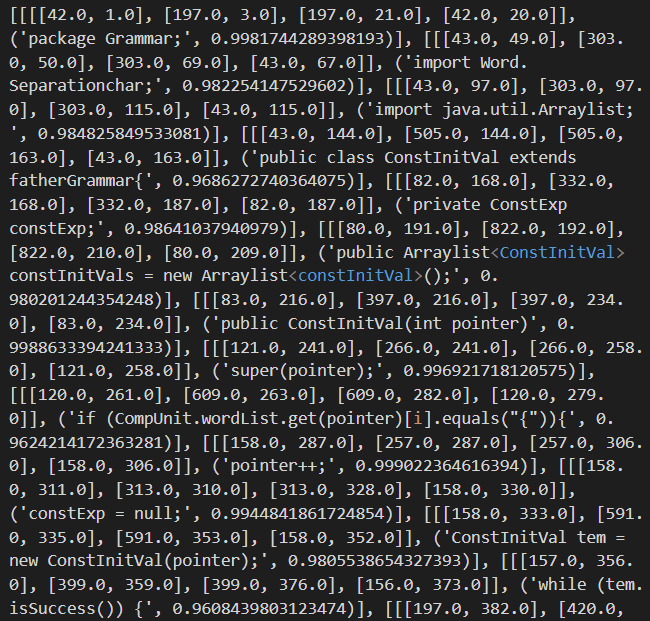 [[[[42.0, 1.0], [197.0, 3.0], [197.0, 21.0], [42.0, 20.0]],
('package Grammar;', 0.9981744289398193)], [[[43.0, 49.0], [303.
0, 50.0], [303.0, 69.0], [43.0, 67.0]], ('import Word.
Separationchar;', 0.982254147529602)], [[[43.0, 97.0], [303.0, 97.
0], [303.0, 115.0], [43.0, 115.0]], ('import java.util.Arraylist;
', 0.984825849533081)], [[[43.0, 144.0], [505.0, 144.0], [505.0,
163.0], [43.0, 163.0]], ('public class ConstInitVal extends
fatherGrammar{', 0.9686272740364075)], [[[82.0, 168.0], [332.0,
168.0], [332.0, 187.0], [82.0, 187.0]], ('private ConstExp
constExp;', 0.98641037940979)], [[[80.0, 191.0], [822.0, 192.0],
[822.0, 210.0], [80.0, 209.0]], ('public Arraylist<ConstInitVal>
constInitVals = new Arraylist<constInitVal>();', 0.
980201244354248)], [[[83.0, 216.0], [397.0, 216.0], [397.0, 234.
0], [83.0, 234.0]], ('public ConstInitVal(int pointer)', 0.
9988633394241333)], [[[121.0, 241.0], [266.0, 241.0], [266.0, 258.
0], [121.0, 258.0]], ('super(pointer);', 0.996921718120575)],
[[[120.0, 261.0], [609.0, 263.0], [609.0, 282.0], [120.0, 279.
0]], ('if (CompUnit.wordList.get(pointer)[i].equals("{")){', 0.
9624214172363281)], [[[158.0, 287.0], [257.0, 287.0], [257.0, 306.
0], [158.0, 306.0]], ('pointer++;', 0.999022364616394)], [[[158.
0, 311.0], [313.0, 310.0], [313.0, 328.0], [158.0, 330.0]],
('constExp = null;', 0.9944841861724854)], [[[158.0, 333.0], [591.
0, 335.0], [591.0, 353.0], [158.0, 352.0]], ('ConstInitVal tem =
new ConstInitVal(pointer);', 0.9805538654327393)], [[[157.0, 356.
0], [399.0, 359.0], [399.0, 376.0], [156.0, 373.0]], ('while (tem.
isSuccess()) {', 0.9608439803123474)], [[[197.0, 382.0], [420.0,